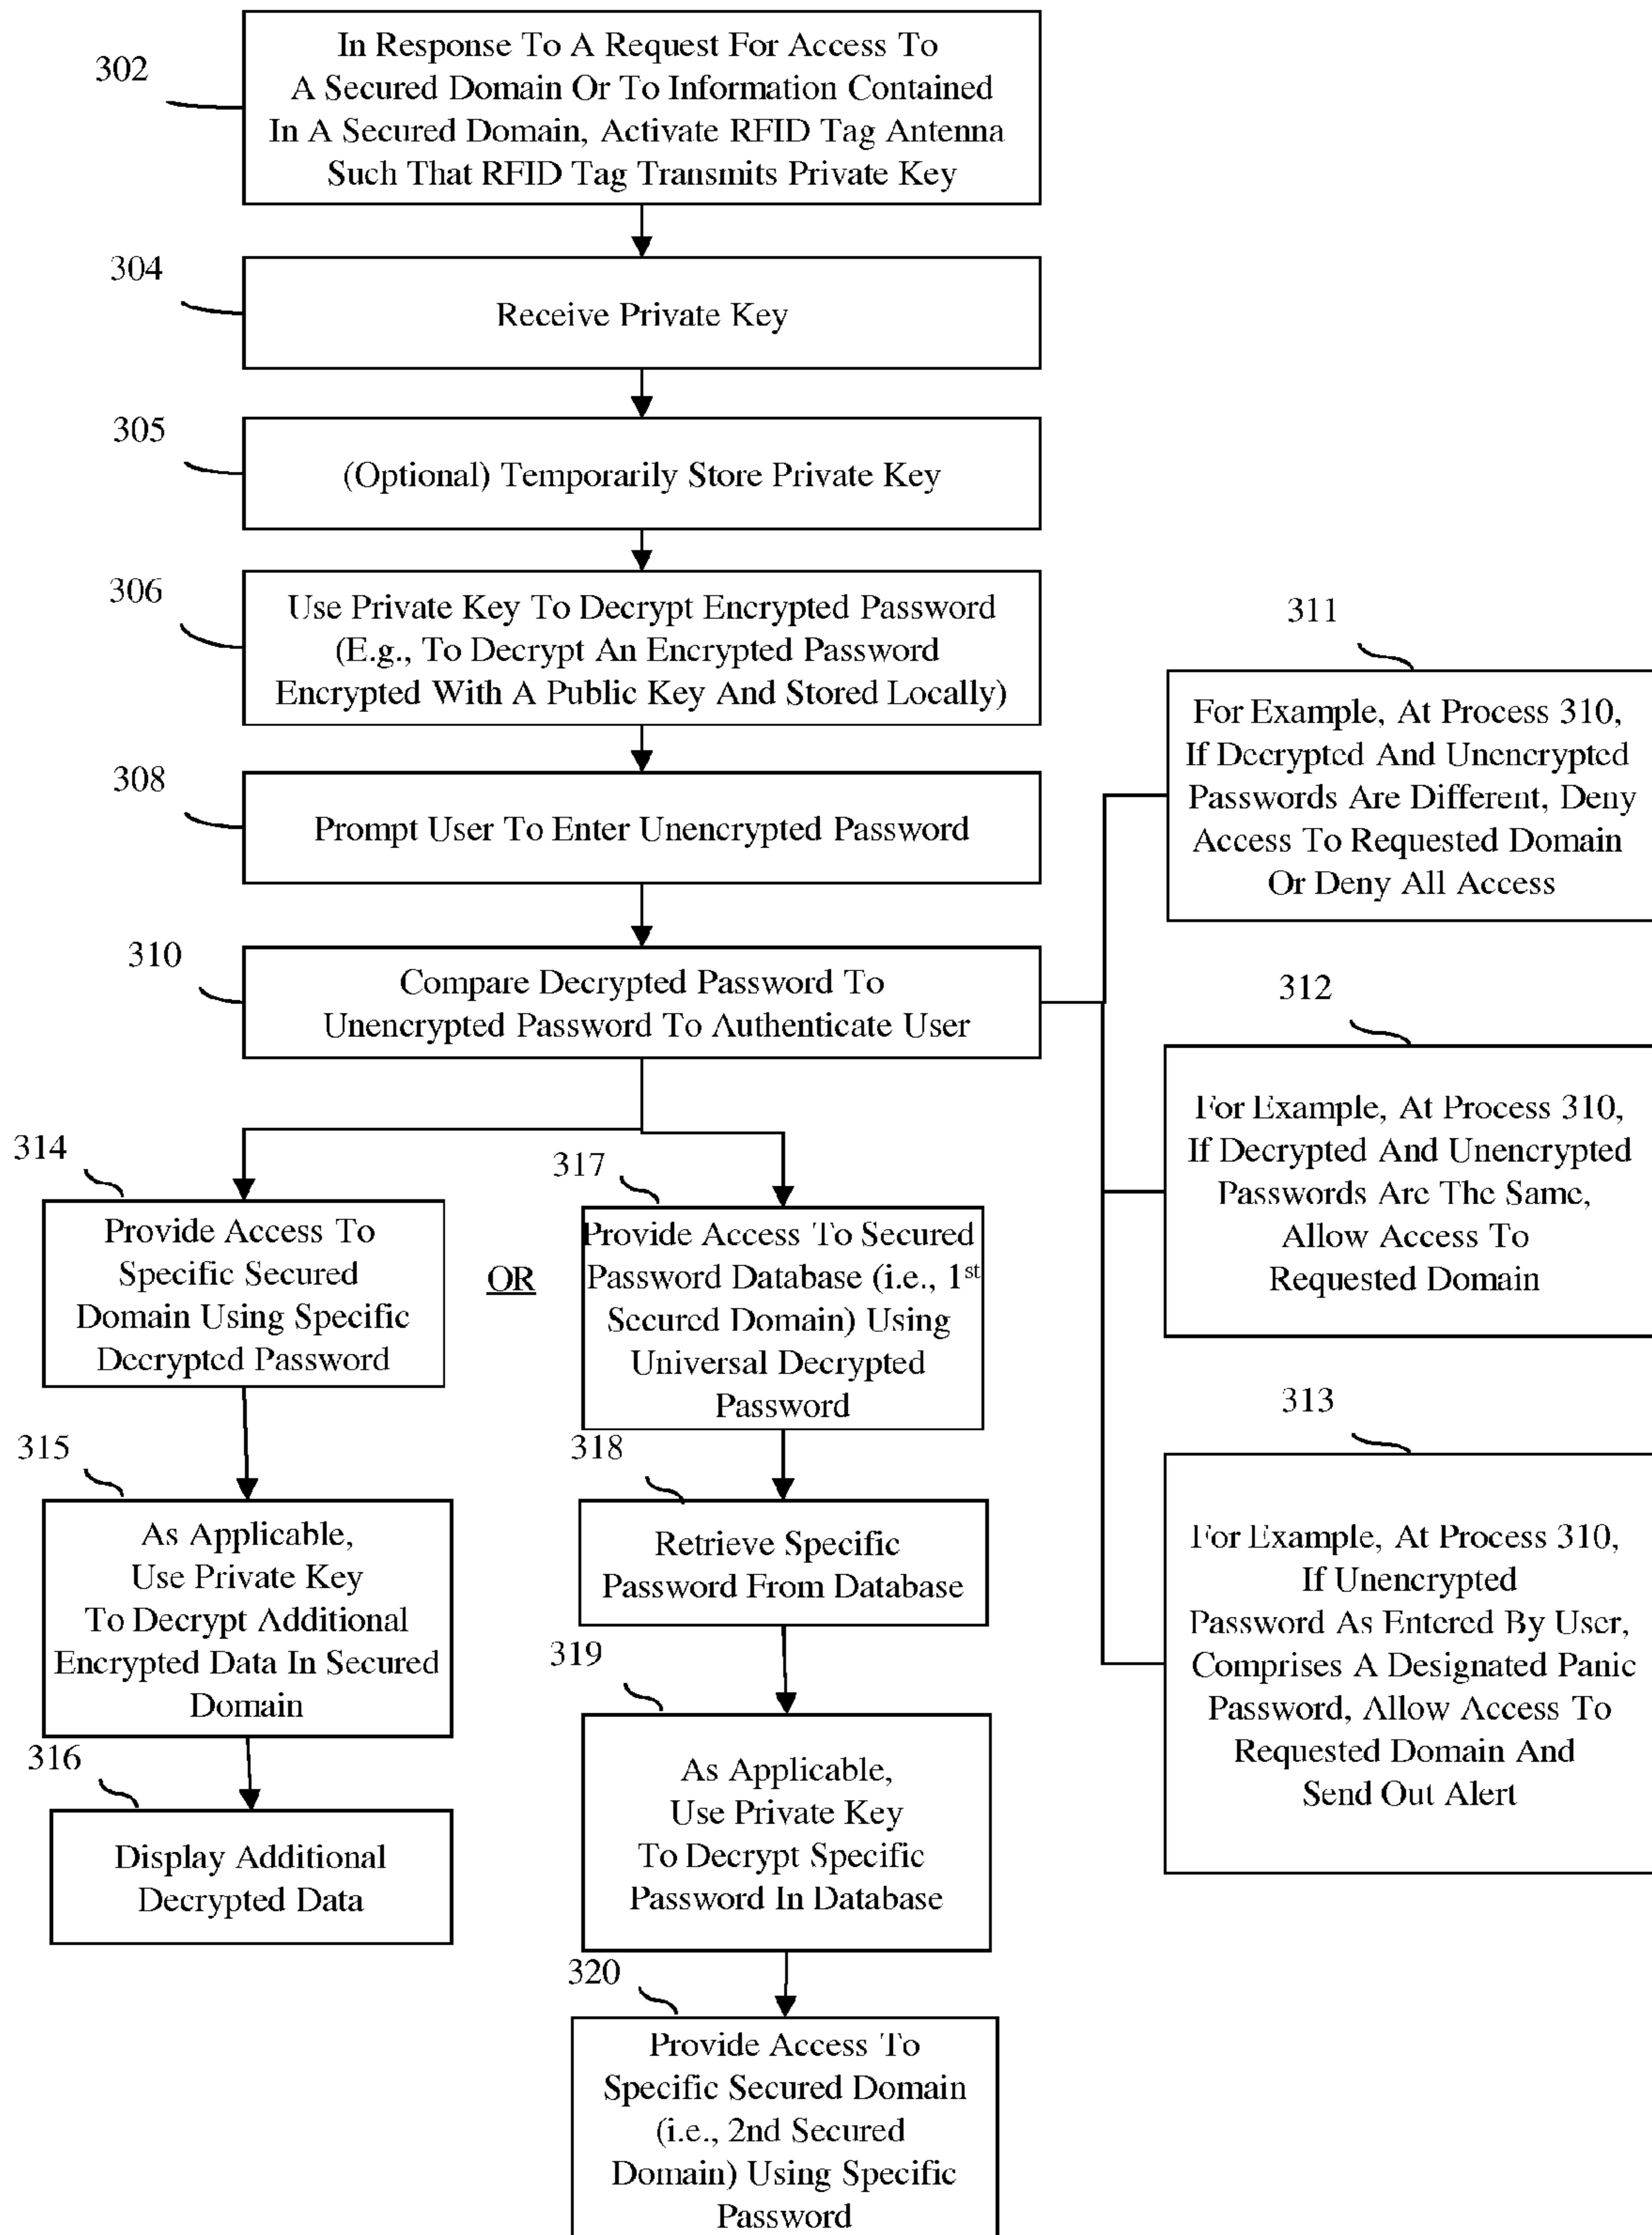 302
In Response To A Request For Access To
A Secured Domain Or To Information Contained
In A Secured Domain, Activate RFID Tag Antenna
Such That RFID Tag Transmits Private Key
304
Receive Private Key
305
(Optional) Temporarily Store Private Key
306
Use Private Key To Decrypt Encrypted Password
(E.g., To Decrypt An Encrypted Password
Encrypted With A Public Key And Stored Locally)
308
Prompt User To Enter Unencrypted Password
310
Compare Decrypted Password To
Unencrypted Password To Authenticate User
311
For Example, At Process 310,
If Decrypted And Unencrypted
Passwords Are Different, Deny
Access To Requested Domain
Or Deny All Access
312
For Example, At Process 310,
If Decrypted And Unencrypted
Passwords Are The Same,
Allow Access To
Requested Domain
313
For Example, At Process 310,
If Unencrypted
Password As Entered By User,
Comprises A Designated Panic
Password, Allow Access To
Requested Domain And
Send Out Alert
314
Provide Access To
Specific Secured
Domain Using Specific
Decrypted Password
315
As Applicable,
Use Private Key
To Decrypt Additional
Encrypted Data In Secured
Domain
316
Display Additional
Decrypted Data
OR
317
Provide Access To Secured
Password Database (i.e., 1st
Secured Domain) Using
Universal Decrypted
Password
318
Retrieve Specific
Password From Database
319
As Applicable,
Use Private Key
To Decrypt Specific
Password In Database
320
Provide Access To
Specific Secured Domain
(i.e., 2nd Secured
Domain) Using Specific
Password